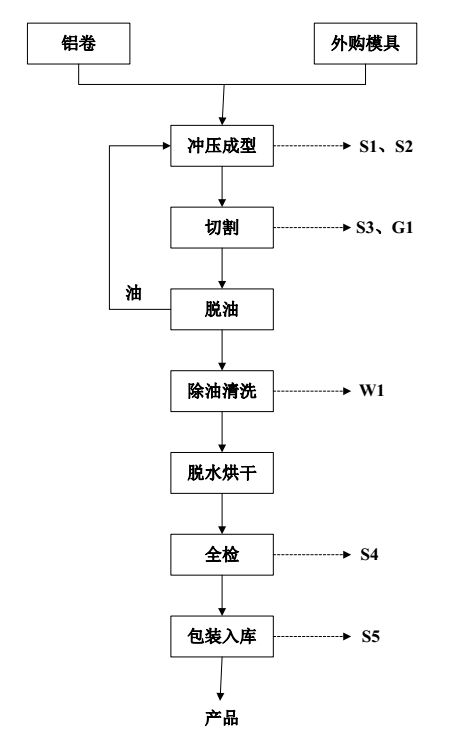 铝卷
外购模具
冲压成型
S1、S2
切割
S3、G1
油
脱油
除油清洗
W1
脱水烘干
全检
S4
包装入库
S5
产品